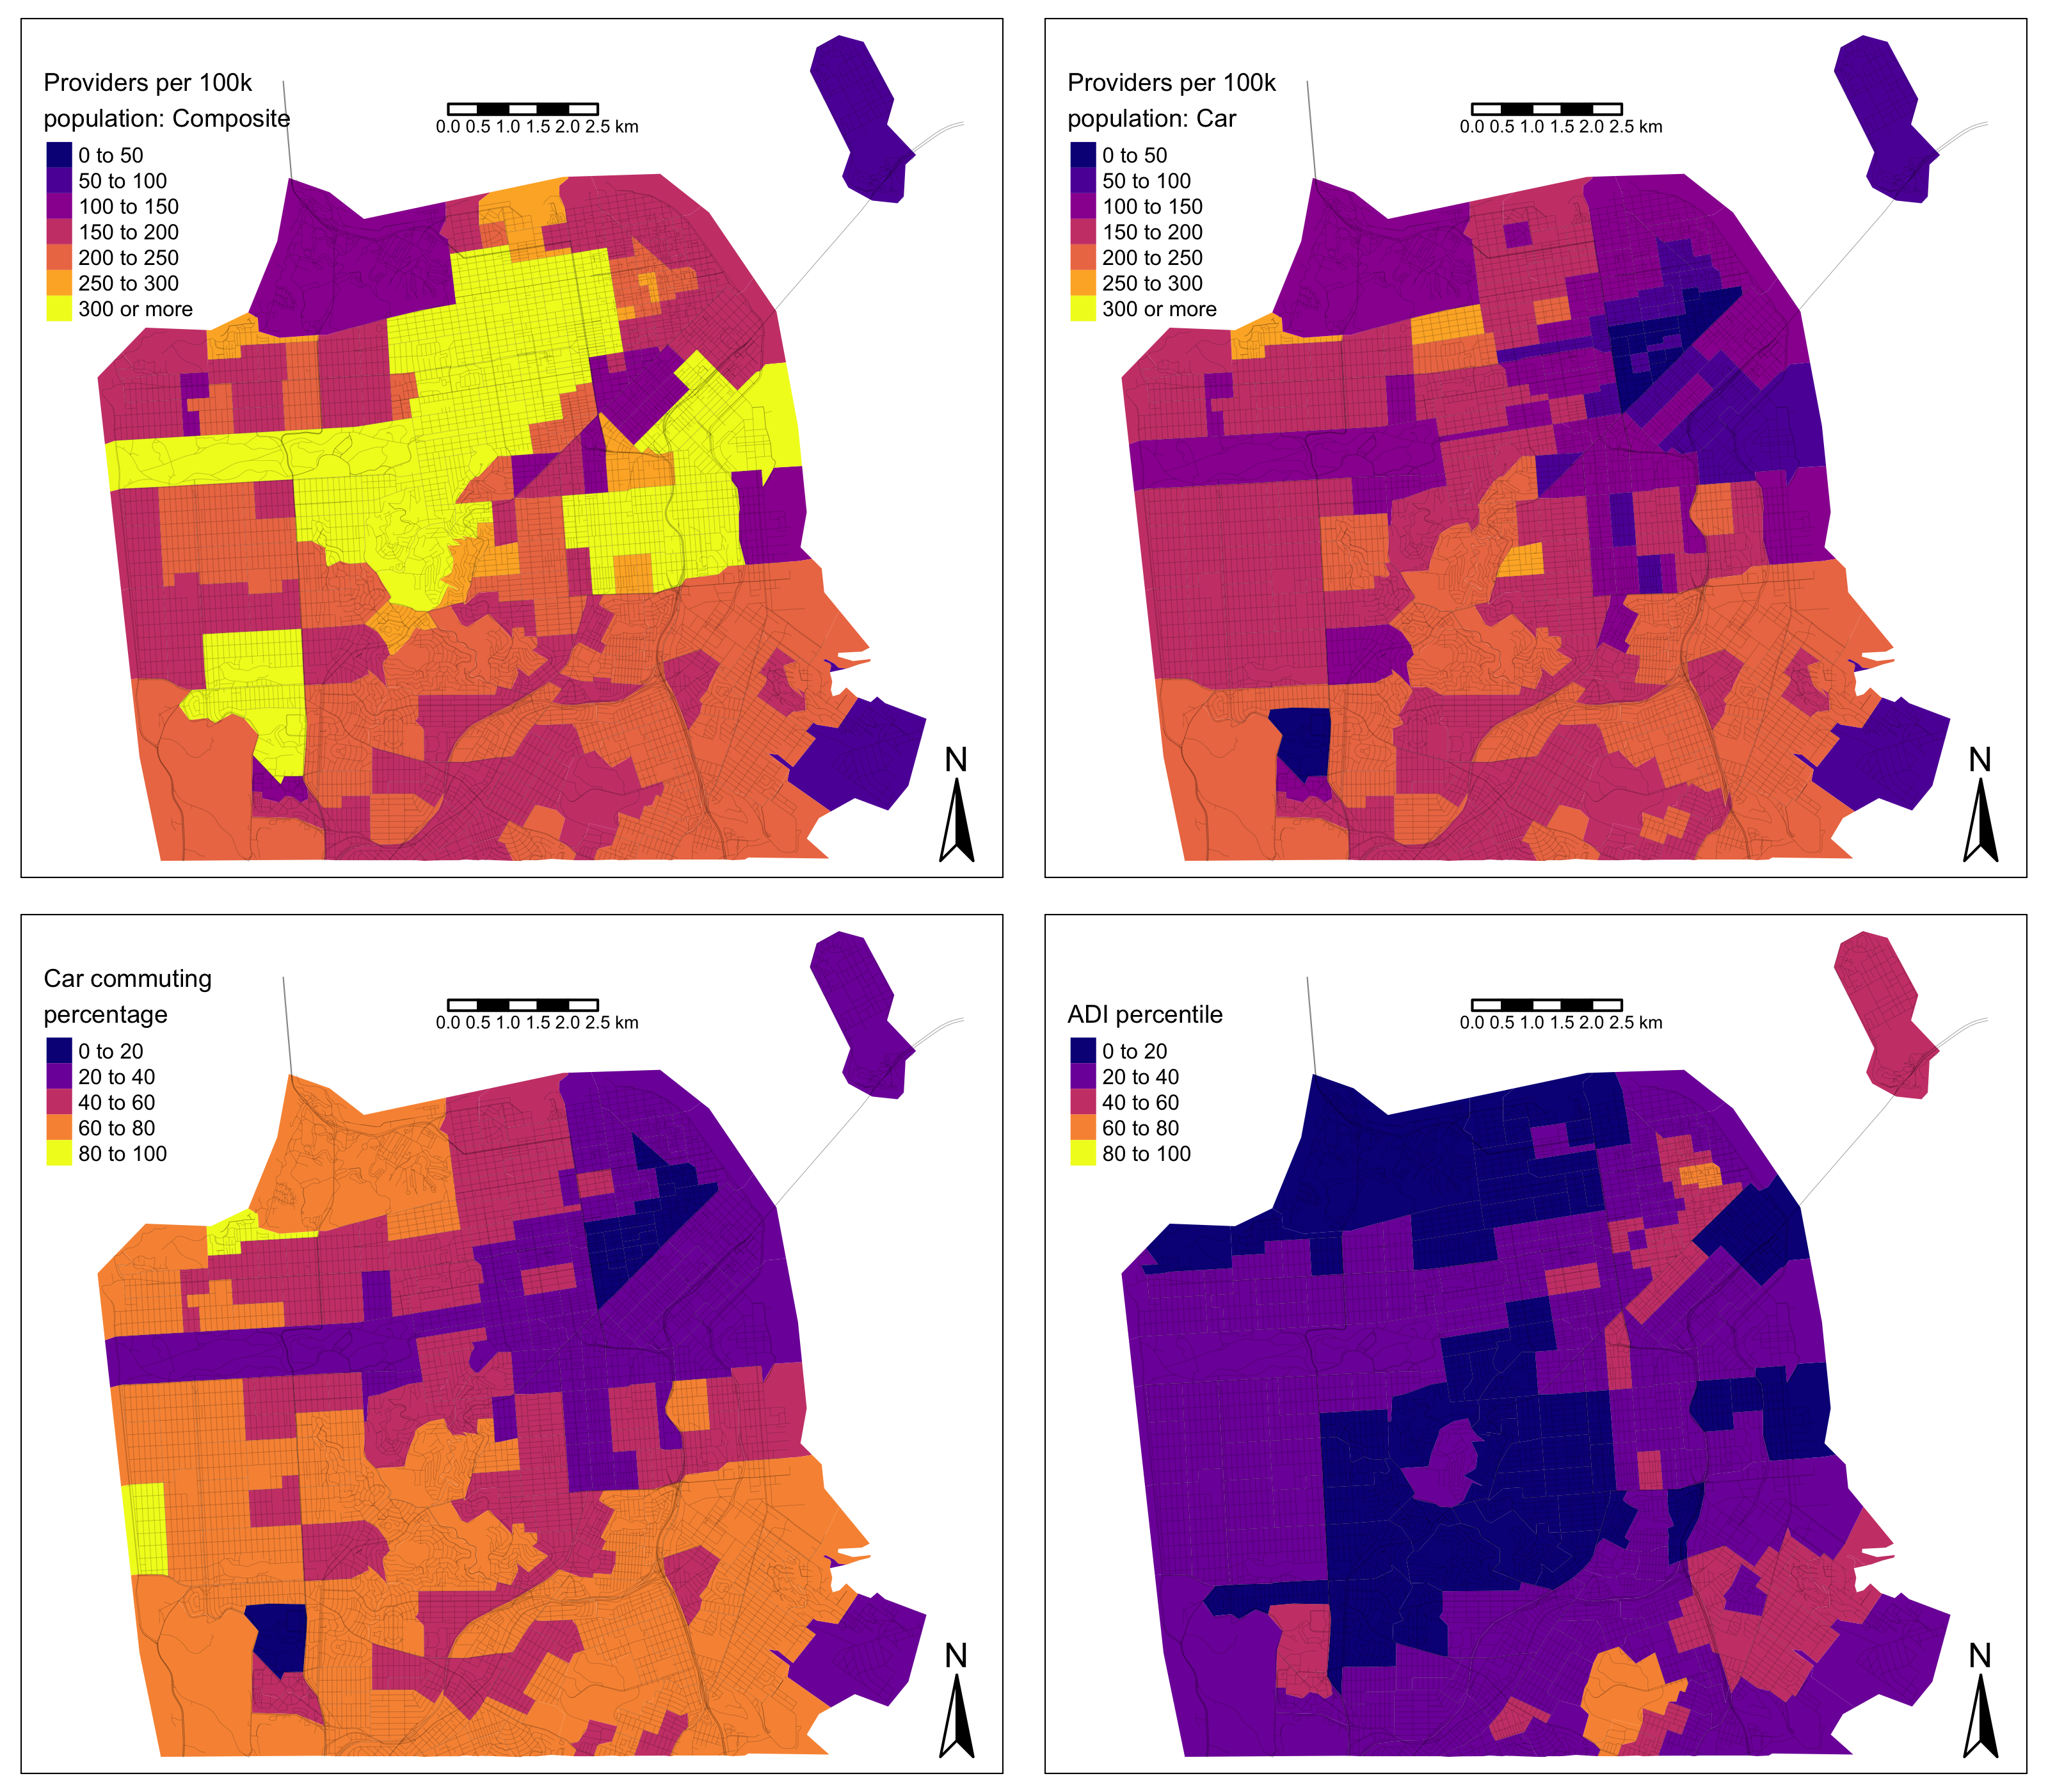 Providers per 100k
population: Composite
0 to 50
50 to 100
100 to 150
150 to 200
200 to 250
250 to 300
300 or more
0.0 0.5 1.0 1.5 2.0 2.5 km
N
Providers per 100k
population: Car
0 to 50
50 to 100
100 to 150
150 to 200
200 to 250
250 to 300
300 or more
0.0 0.5 1.0 1.5 2.0 2.5 km
N
Car commuting
percentage
0 to 20
20 to 40
40 to 60
60 to 80
80 to 100
0.0 0.5 1.0 1.5 2.0 2.5 km
N
ADI percentile
0 to 20
20 to 40
40 to 60
60 to 80
80 to 100
0.0 0.5 1.0 1.5 2.0 2.5 km
N